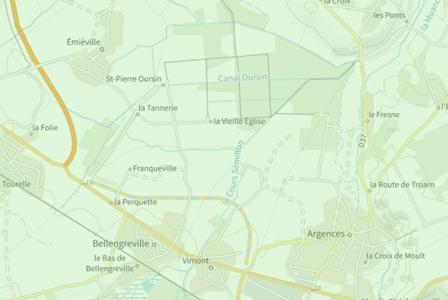 la Croix
les Ponts
la Muance
Émiéville
St-Pierre Oursin
Canal Oursin
la Tannerie
la Vieille Église
le Fresne
la Folie
D37
le Cours Sémillon
Franqueville
Tourelle
la Route de Troarn
la Perquette
Argences
Bellengreville
le Bas de
Bellengreville
Vimont
la Croix de Moult